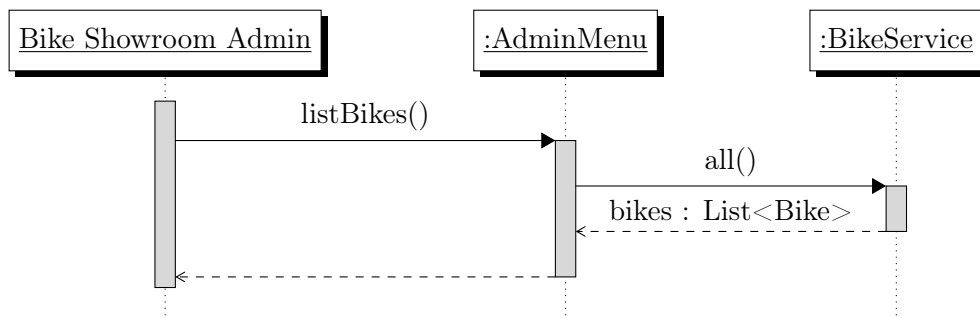 Bike Showroom Admin
:AdminMenu
:BikeService
listBikes()
all()
bikes : List<Bike>